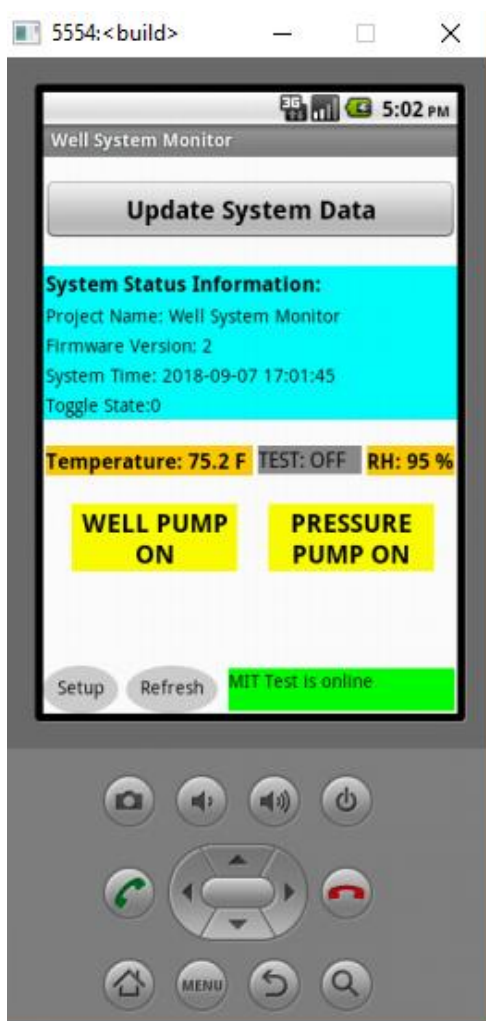 5554:<build>
3G
5:02 PM
Well System Monitor
Update System Data
System Status Information:
Project Name: Well System Monitor
Firmware Version: 2
System Time: 2018-09-07 17:01:45
Toggle State:0
Temperature: 75.2 F TEST: OFF RH: 95 %
WELL PUMP
ON
PRESSURE
PUMP ON
Setup Refresh MIT Test is online
MENU